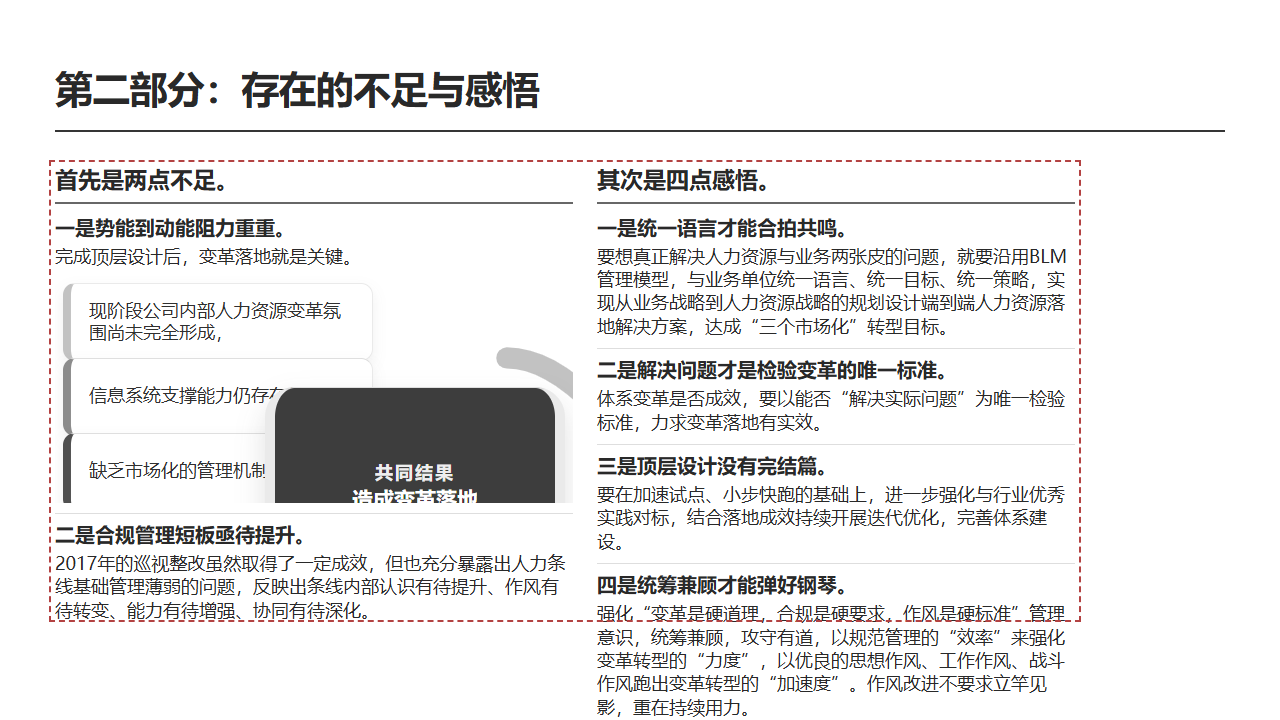 第二部分：存在的不足与感悟
首先是两点不足。
一是势能到动能阻力重重。
完成顶层设计后，变革落地就是关键。
现阶段公司内部人力资源变革氛
围尚未完全形成，
信息系统支撑能力仍存在
缺乏市场化的管理机制
共同结果
造成变革落地
二是合规管理短板亟待提升。
2017年的巡视整改虽然取得了一定成效，但也充分暴露出人力条
线基础管理薄弱的问题，反映出条线内部认识有待提升、作风有
待转变、能力有待增强、协同有待深化。
其次是四点感悟。
一是统一语言才能合拍共鸣。
要想真正解决人力资源与业务两张皮的问题，就要沿用BLM
管理模型，与业务单位统一语言、统一目标、统一策略，实
现从业务战略到人力资源战略的规划设计端到端人力资源落
地解决方案，达成“三个市场化”转型目标。
二是解决问题才是检验变革的唯一标准。
体系变革是否成效，要以能否“解决实际问题”为唯一检验
标准，力求变革落地有实效。
三是顶层设计没有完结篇。
要在加速试点、小步快跑的基础上，进一步强化与行业优秀
实践对标，结合落地成效持续开展迭代优化，完善体系建
设。
四是统筹兼顾才能弹好钢琴。
强化“变革是硬道理，合规是硬要求，作风是硬标准”管理
意识，统筹兼顾，攻守有道，以规范管理的“效率”来强化
变革转型的“力度”，以优良的思想作风、工作作风、战斗
作风跑出变革转型的“加速度”。作风改进不要求立竿见
影，重在持续用力。